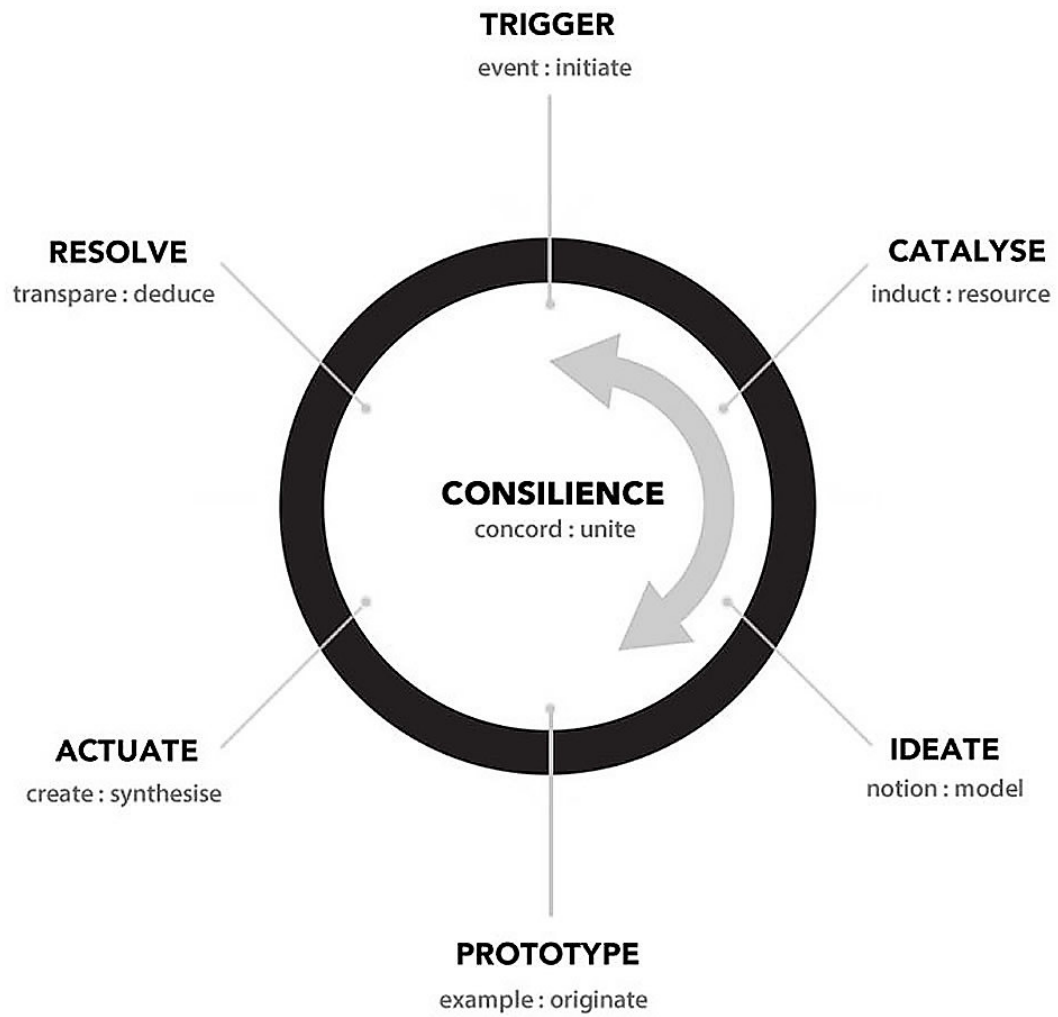 TRIGGER
event : initiate
CATALYSE
induct : resource
IDEATE
notion : model
PROTOTYPE
example : originate
ACTUATE
create : synthesise
RESOLVE
transpare : deduce
CONSILIENCE
concord : unite